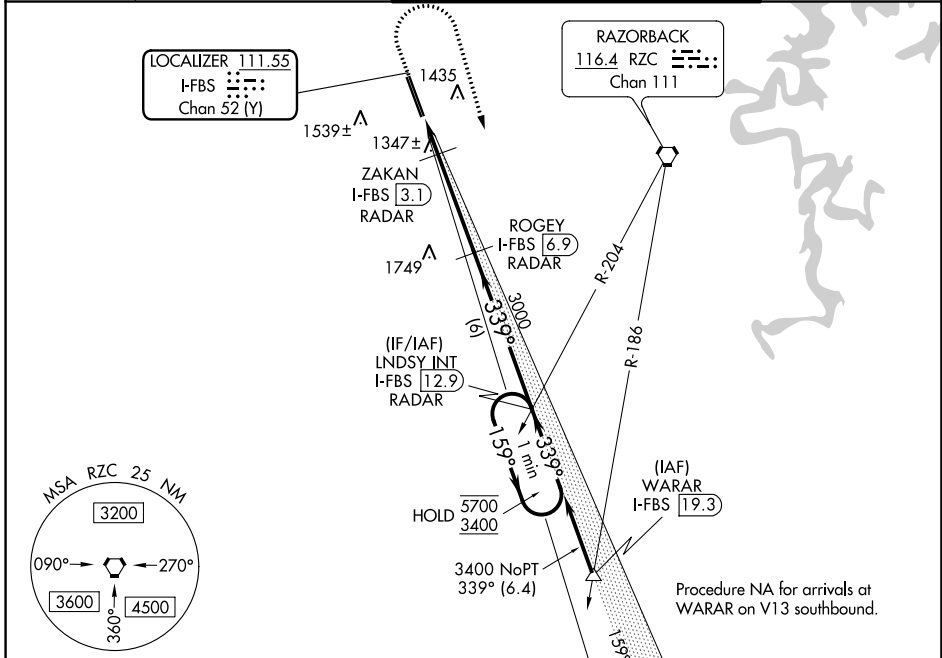 LOCALIZER 111.55
I-FBS
Chan 52 (Y)
RAZORBACK
116.4 RZC
Chan 111
1435
1539±
1347±
ZAKAN
I-FBS 3.1
RADAR
ROGEY
I-FBS 6.9
RADAR
1749
R-204
R-186
339°
3000
(6)
(IF/IAF)
LNDSY INT
I-FBS 12.9
RADAR
159°
1 min
339°
HOLD 5700
3400
(IAF)
WARAR
I-FBS 19.3
3400 NoPT
339° (6.4)
Procedure NA for arrivals at
WARAR on V13 southbound.
159°
MSA RZC 25 NM
3200
090°
270°
3600
4500
360°